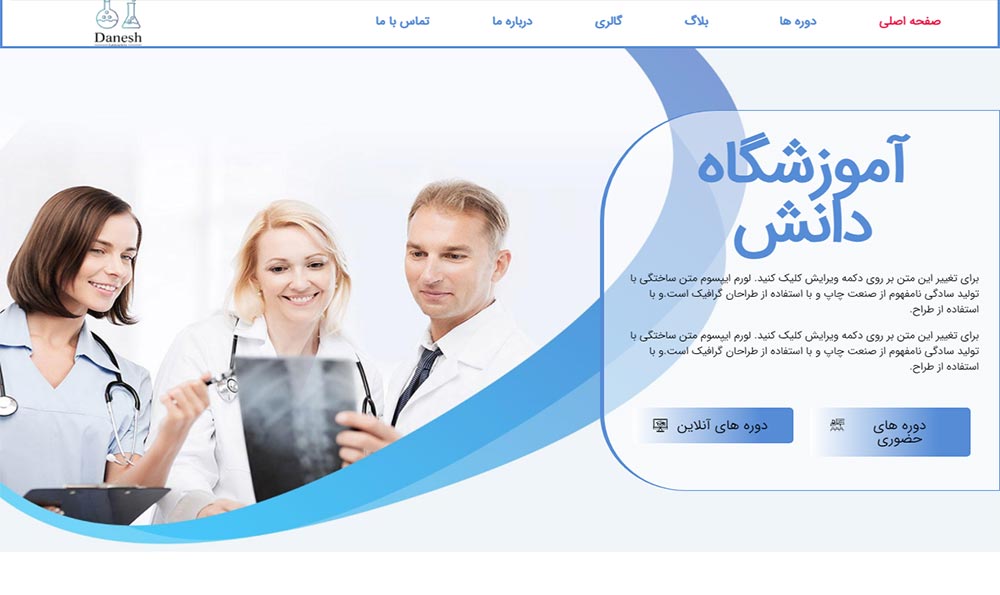 صفحه اصلی
دوره ها
بلاگ
گالری
درباره ما
تماس با ما
Danesh
آموزشگاه
دانش
برای تغییر این متن بر روی دکمه ویرایش کلیک کنید. لورم ایپسوم متن ساختگی با
تولید سادگی نامفهوم از صنعت چاپ و با استفاده از طراحان گرافیک است.و با
استفاده از طراح.
برای تغییر این متن بر روی دکمه ویرایش کلیک کنید. لورم ایپسوم متن ساختگی با
تولید سادگی نامفهوم از صنعت چاپ و با استفاده از طراحان گرافیک است.و با
استفاده از طراح.
دوره های
حضوری
دوره های آنلاین